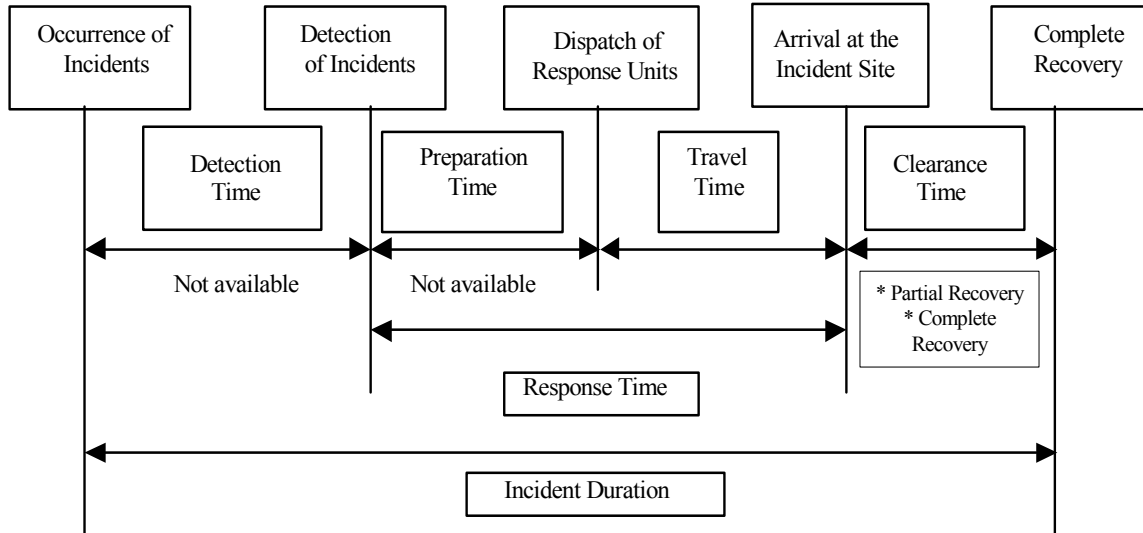 Occurrence of
Incidents
Detection
of Incidents
Dispatch of
Response Units
Arrival at the
Incident Site
Complete
Recovery
Detection
Time
Preparation
Time
Travel
Time
Clearance
Time
Not available
Not available
* Partial Recovery
* Complete
Recovery
Response Time
Incident Duration